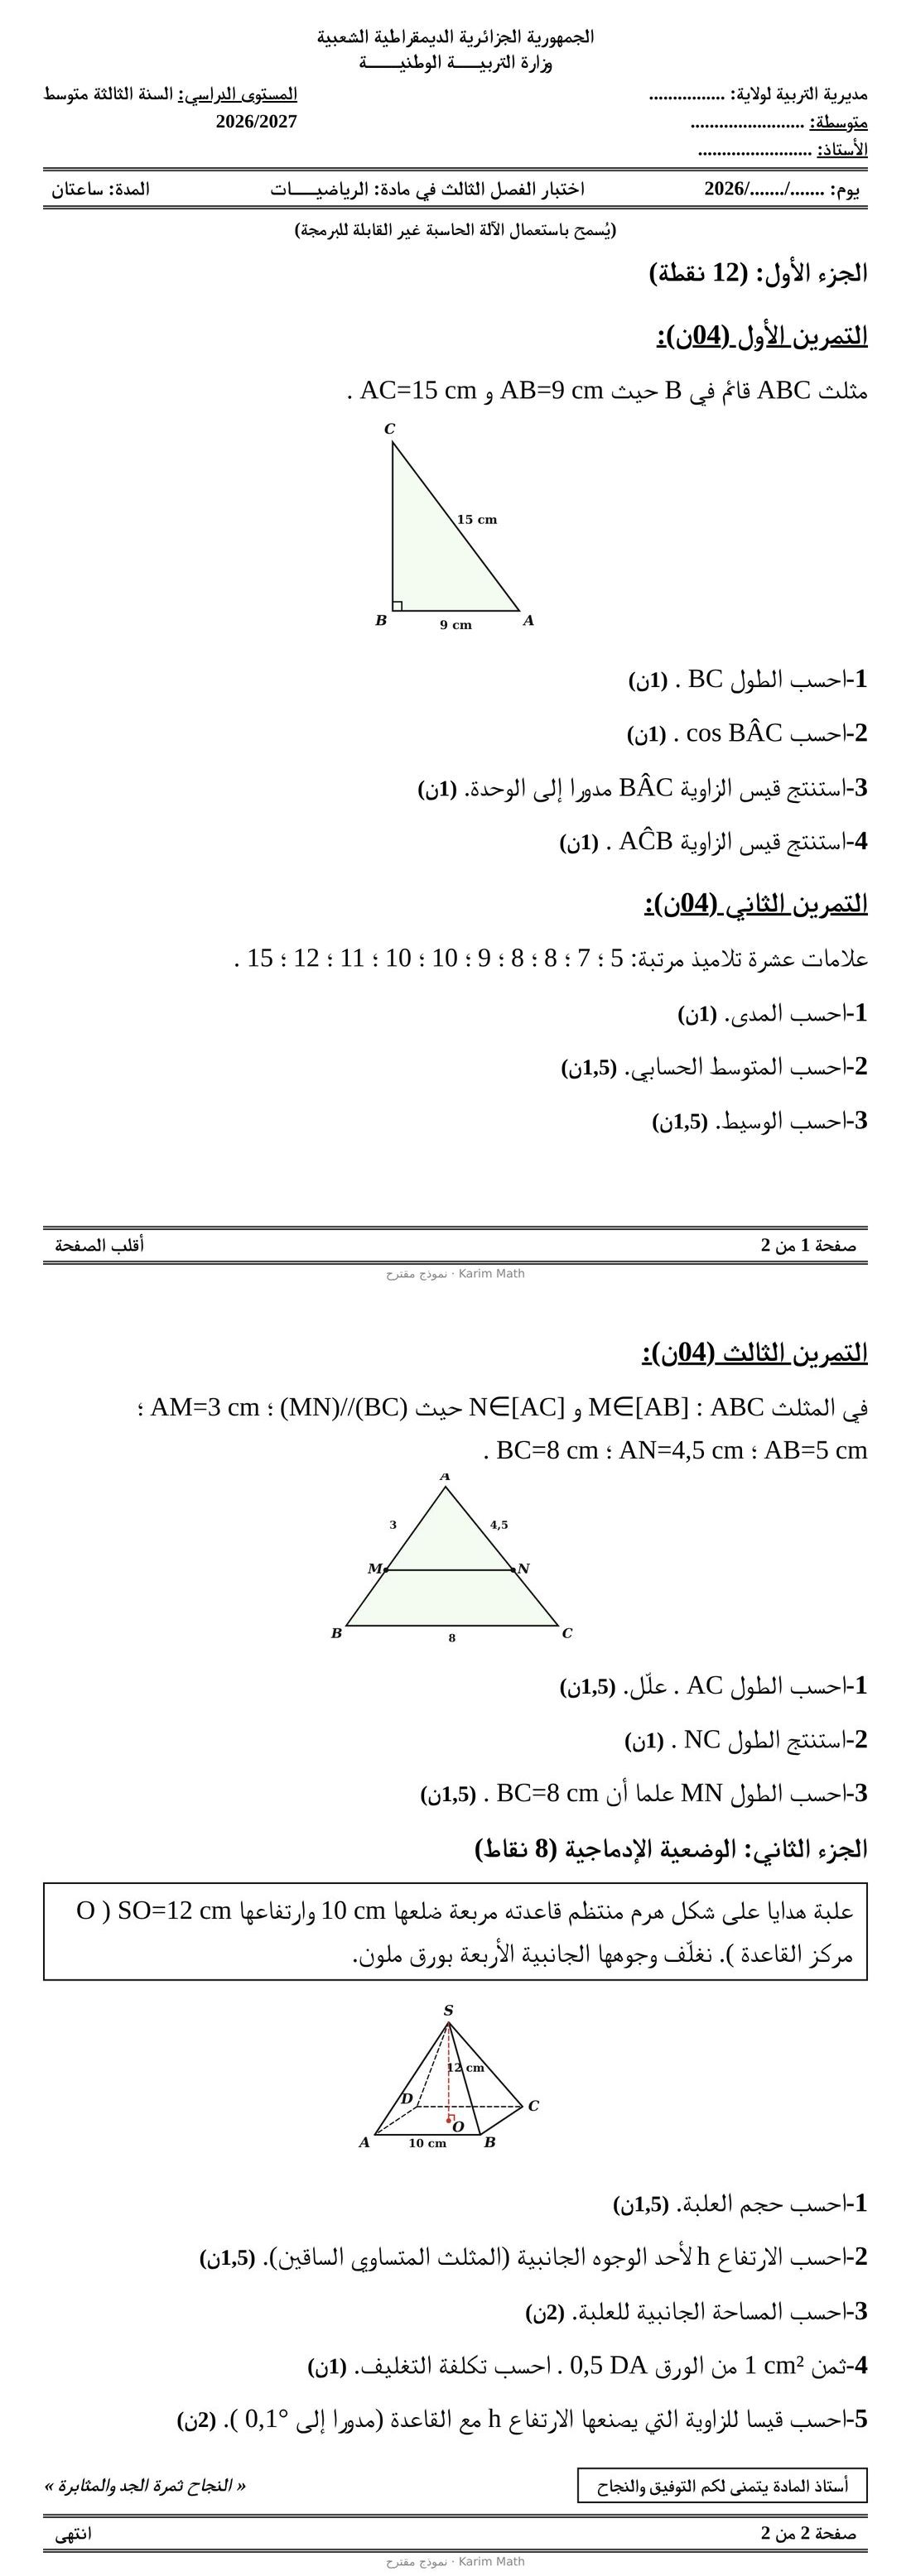 الجمهورية الجزائرية الديمقراطية الشعبية
وزارة التربيــــة الوطنيــــــة
مديرية التربية لولاية: ................
المستوى الدراسي: السنة الثالثة متوسط
متوسطة: ........................
2026/2027
الأستاذ: ........................
يوم: ......./......./2026
اختبار الفصل الثالث في مادة: الرياضيــــات
المدة: ساعتان
(يُسمح باستعمال الآلة الحاسبة غير القابلة للبرمجة)
الجزء الأول: (12 نقطة)
التمرين الأول (04ن):
مثلث ABC قائم في B حيث AB=9 cm و AC=15 cm .
C
15 cm
B
A
9 cm
1-احسب الطول BC . (1ن)
2-احسب cos BÂC . (1ن)
3-استنتج قيس الزاوية BÂC مدورا إلى الوحدة. (1ن)
4-استنتج قيس الزاوية AĈB . (1ن)
التمرين الثاني (04ن):
علامات عشرة تلاميذ مرتبة: 5 ؛ 7 ؛ 8 ؛ 8 ؛ 9 ؛ 10 ؛ 10 ؛ 11 ؛ 12 ؛ 15 .
1-احسب المدى. (1ن)
2-احسب المتوسط الحسابي. (1,5ن)
3-احسب الوسيط. (1,5ن)
صفحة 1 من 2
أقلب الصفحة
نموذج مقترح · Karim Math
التمرين الثالث (04ن):
في المثلث ABC : M∈[AB] و N∈[AC] حيث (MN)//(BC) ؛ AM=3 cm ؛
AB=5 cm ؛ AN=4,5 cm ؛ BC=8 cm .
A
3
4,5
M
N
B
C
8
1-احسب الطول AC . علّل. (1,5ن)
2-استنتج الطول NC . (1ن)
3-احسب الطول MN علما أن BC=8 cm . (1,5ن)
الجزء الثاني: الوضعية الإدماجية (8 نقاط)
علبة هدايا على شكل هرم منتظم قاعدته مربعة ضلعها 10 cm وارتفاعها SO=12 cm ( O
مركز القاعدة ). نغلّف وجوهها الجانبية الأربعة بورق ملون.
S
12 cm
D
C
O
A
10 cm
B
1-احسب حجم العلبة. (1,5ن)
2-احسب الارتفاع h لأحد الوجوه الجانبية (المثلث المتساوي الساقين). (1,5ن)
3-احسب المساحة الجانبية للعلبة. (2ن)
4-ثمن 1 cm² من الورق 0,5 DA . احسب تكلفة التغليف. (1ن)
5-احسب قيسا للزاوية التي يصنعها الارتفاع h مع القاعدة (مدورا إلى 0,1° ). (2ن)
أستاذ المادة يتمنى لكم التوفيق والنجاح
« النجاح ثمرة الجد والمثابرة »
صفحة 2 من 2
انتهى
نموذج مقترح · Karim Math